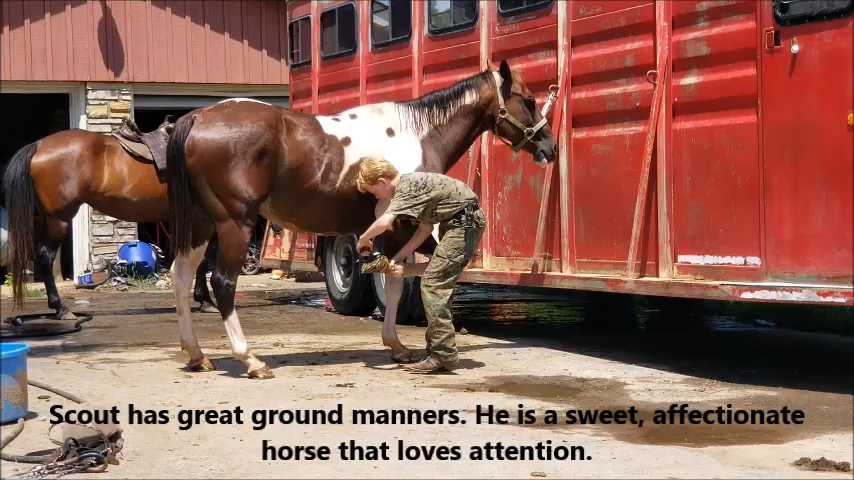 Scout has great ground manners. He is a sweet, affectionate
horse that loves attention.